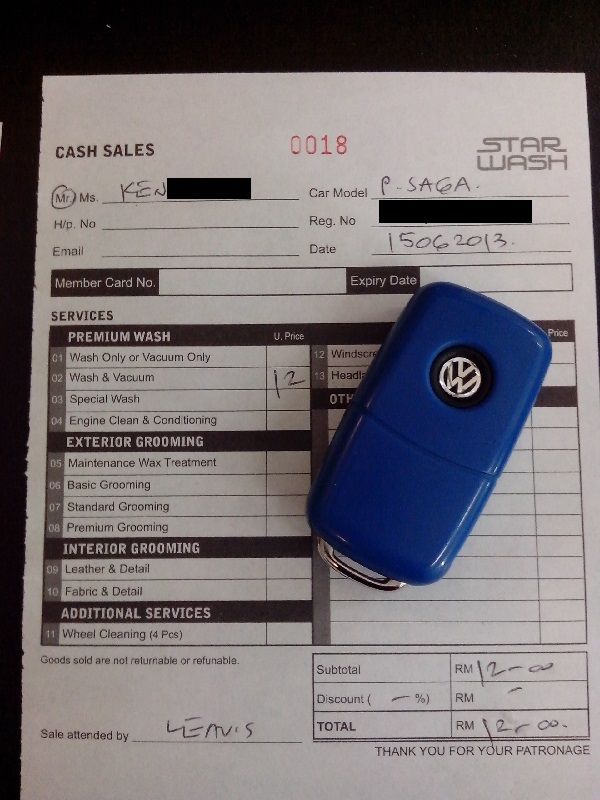 CASH SALES 0018 STAR WASH
Mr. Ms. KEN Car Model P-SAGA.
H/p. No Reg. No
Email Date 15062013.
Member Card No. Expiry Date
SERVICES
PREMIUM WASH U. Price Price
01 Wash Only or Vacuum Only 12 Windscre
02 Wash & Vacuum 12 13 Headla
03 Special Wash OTH
04 Engine Clean & Conditioning
EXTERIOR GROOMING
05 Maintenance Wax Treatment
06 Basic Grooming
07 Standard Grooming
08 Premium Grooming
INTERIOR GROOMING
09 Leather & Detail
10 Fabric & Detail
ADDITIONAL SERVICES
11 Wheel Cleaning (4 Pcs)
Goods sold are not returnable or refundable.
Subtotal RM 12-00
Discount ( - %) RM -
TOTAL RM 12-00.
Sale attended by LEAVIS
THANK YOU FOR YOUR PATRONAGE
VW